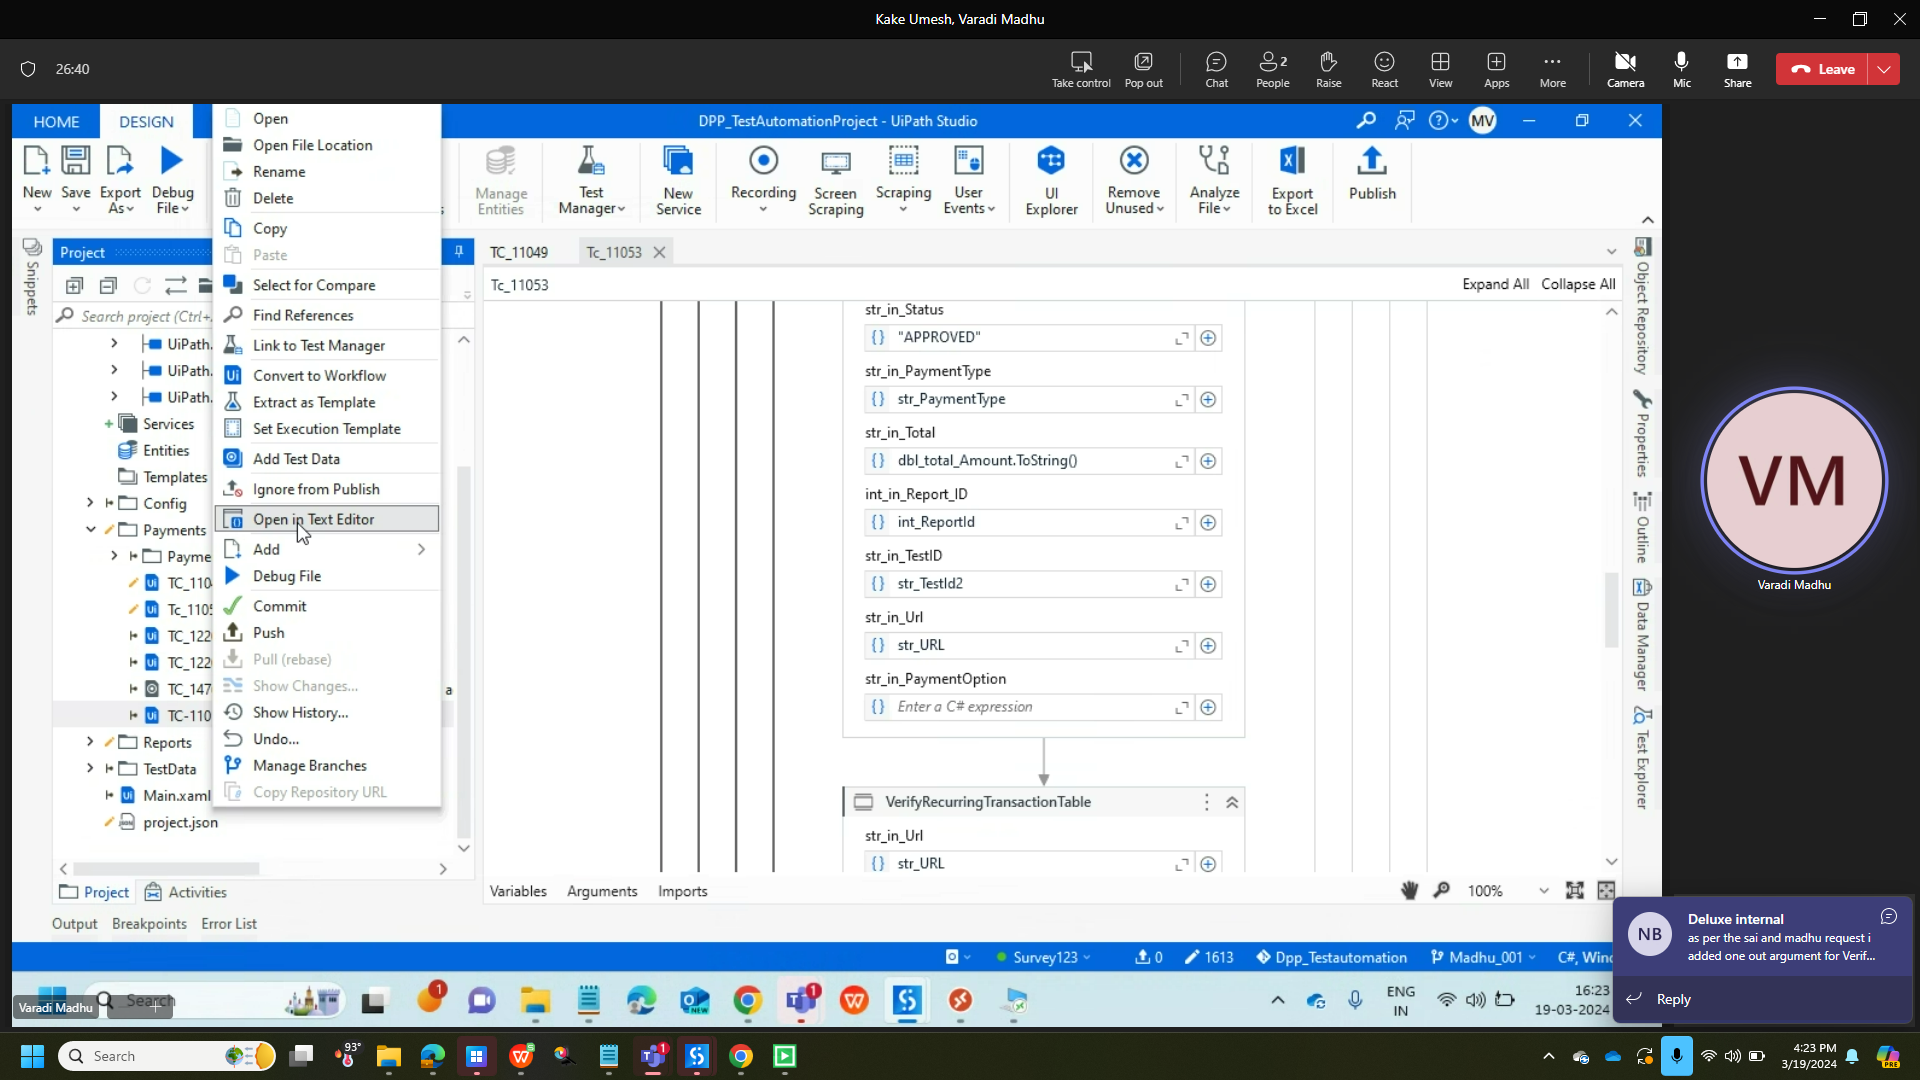 Kake Umesh, Varadi Madhu
26:40
Take control
Pop out
Chat
2
People
Raise
React
View
Apps
More
Camera
Mic
Share
Leave
HOME
DESIGN
DPP_TestAutomationProject - UiPath Studio
MV
New
Save
Export As
Debug File
Manage Entities
Test Manager
New Service
Recording
Screen Scraping
Scraping
User Events
UI Explorer
Remove Unused
Analyze File
Export to Excel
Publish
Snippets
Project
Search project (Ctrl+
UiPath.
UiPath.
UiPath.
Services
Entities
Templates
Config
Payments
Payme
TC_110
Tc_1105
TC_122
TC_122
TC_147
a
TC-110
Reports
TestData
Main.xaml
project.json
Project
Activities
Output
Breakpoints
Error List
Open
Open File Location
Rename
Delete
Copy
Paste
Select for Compare
Find References
Link to Test Manager
Convert to Workflow
Extract as Template
Set Execution Template
Add Test Data
Ignore from Publish
Open in Text Editor
Add
Debug File
Commit
Push
Pull (rebase)
Show Changes...
Show History...
Undo...
Manage Branches
Copy Repository URL
TC_11049
Tc_11053
Tc_11053
Expand All
Collapse All
str_in_Status
"APPROVED"
str_in_PaymentType
str_PaymentType
str_in_Total
dbl_total_Amount.ToString()
int_in_Report_ID
int_ReportId
str_in_TestID
str_TestId2
str_in_Url
str_URL
str_in_PaymentOption
Enter a C# expression
VerifyRecurringTransactionTable
str_in_Url
str_URL
Variables
Arguments
Imports
100%
Object Repository
Properties
Outline
Data Manager
Test Explorer
Survey123
0
1613
Dpp_Testautomation
Madhu_001
C#, Winc
VM
Varadi Madhu
NB
Deluxe internal
as per the sai and madhu request i
added one out argument for Verif...
Reply
Varadi Madhu
Search
1
NEW
1
ENG
IN
16:23
19-03-2024
Search
93°
1
4:23 PM
3/19/2024
PRE